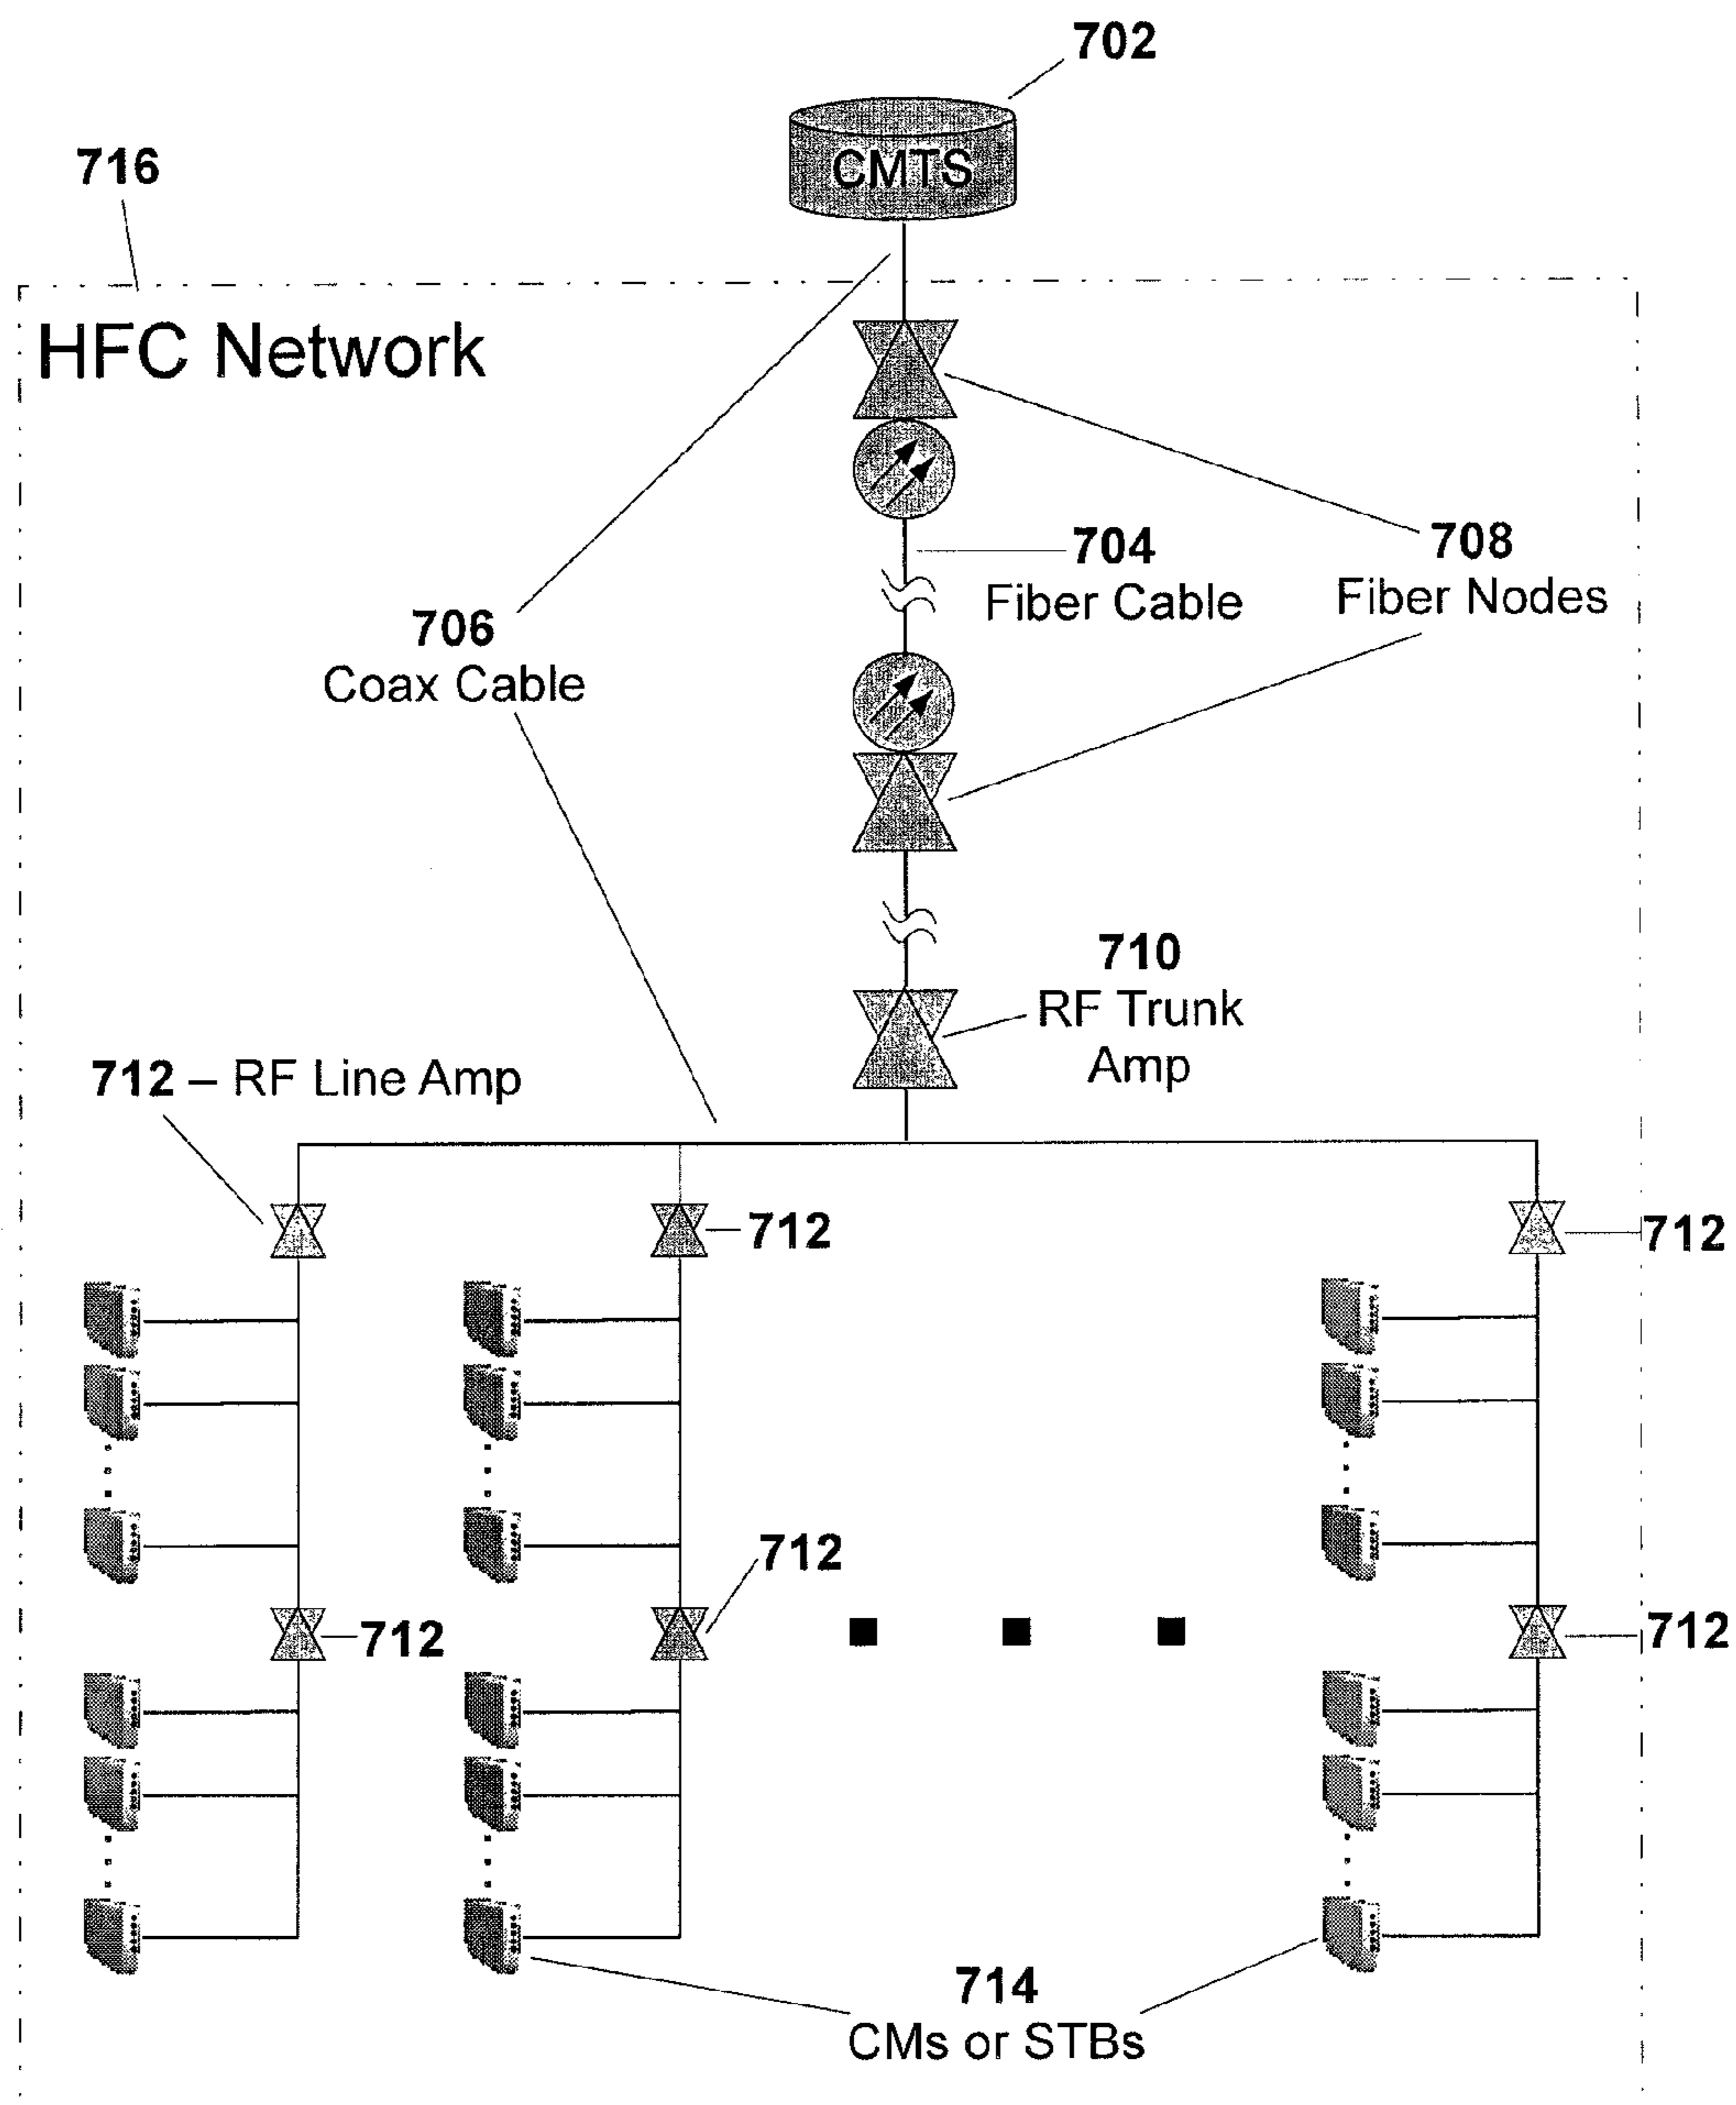 702
CMTS
716
HFC Network
704
Fiber Cable
708
Fiber Nodes
706
Coax Cable
710
RF Trunk
Amp
712 – RF Line Amp
712
712
712
712
712
714
CMs or STBs